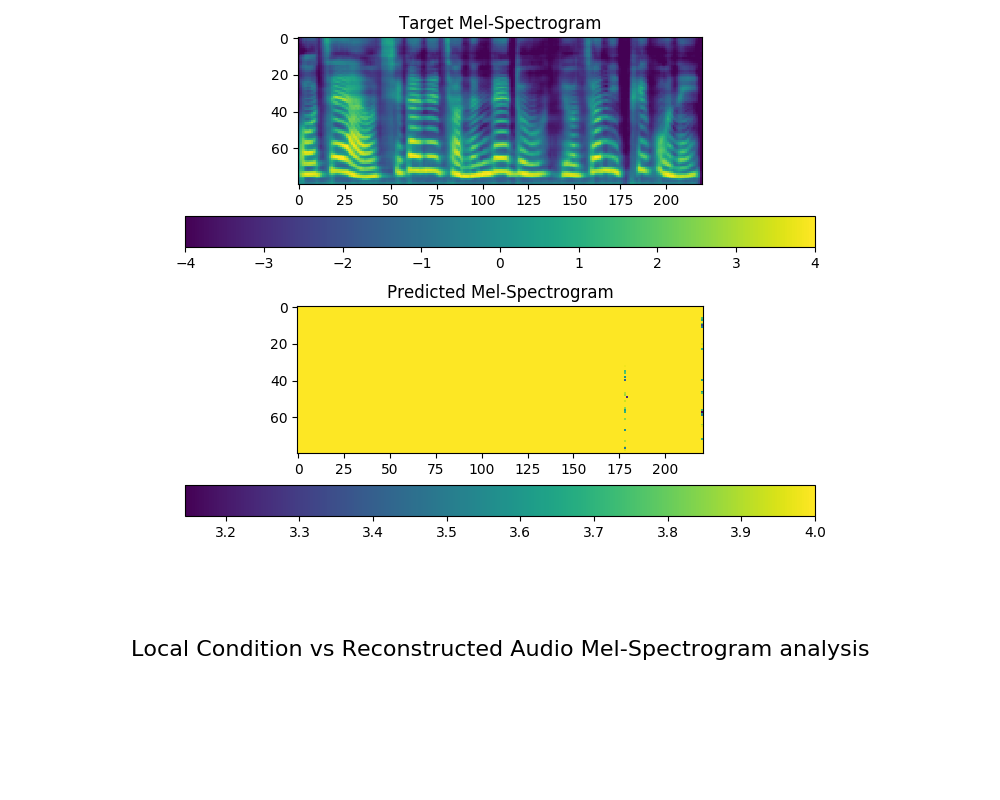 Target Mel-Spectrogram
0
20
40
60
0 25 50 75 100 125 150 175 200
−4 −3 −2 −1 0 1 2 3 4
Predicted Mel-Spectrogram
0
20
40
60
0 25 50 75 100 125 150 175 200
3.2 3.3 3.4 3.5 3.6 3.7 3.8 3.9 4.0
Local Condition vs Reconstructed Audio Mel-Spectrogram analysis